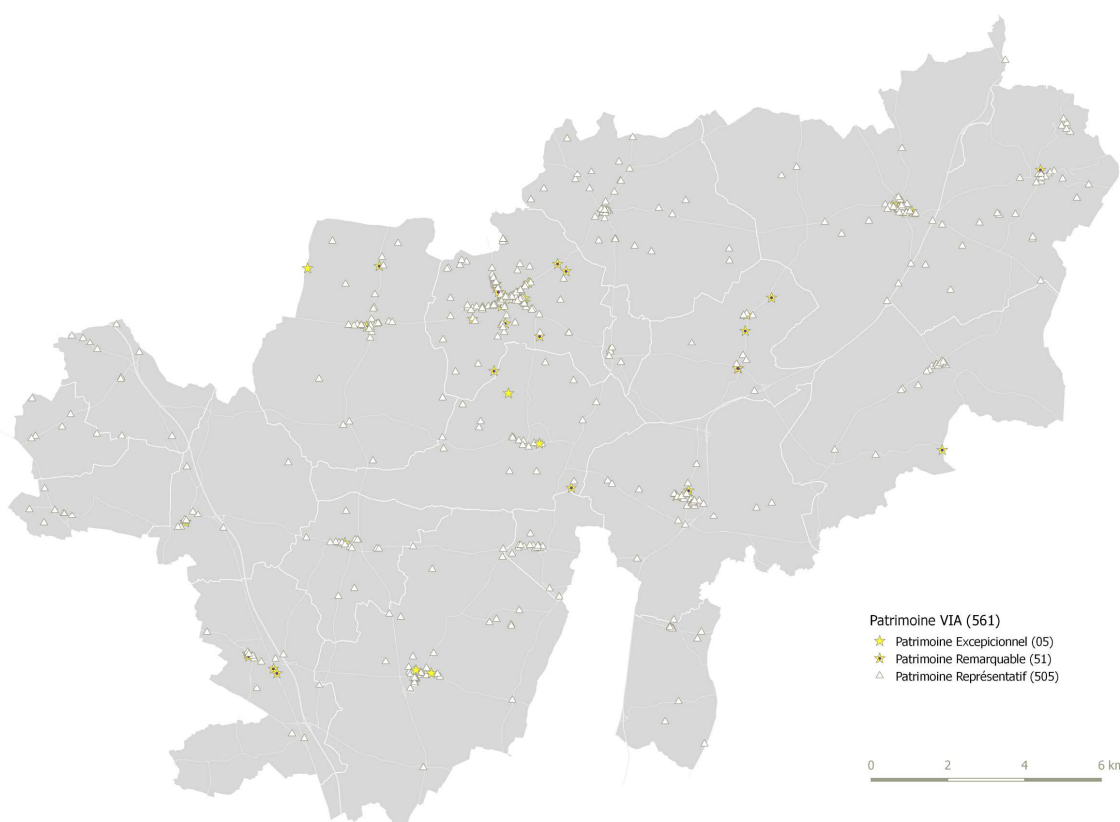 Patrimoine VIA (561)
Patrimoine Excepicionnel (05)
Patrimoine Remarquable (51)
Patrimoine Représentatif (505)
0 2 4 6 km